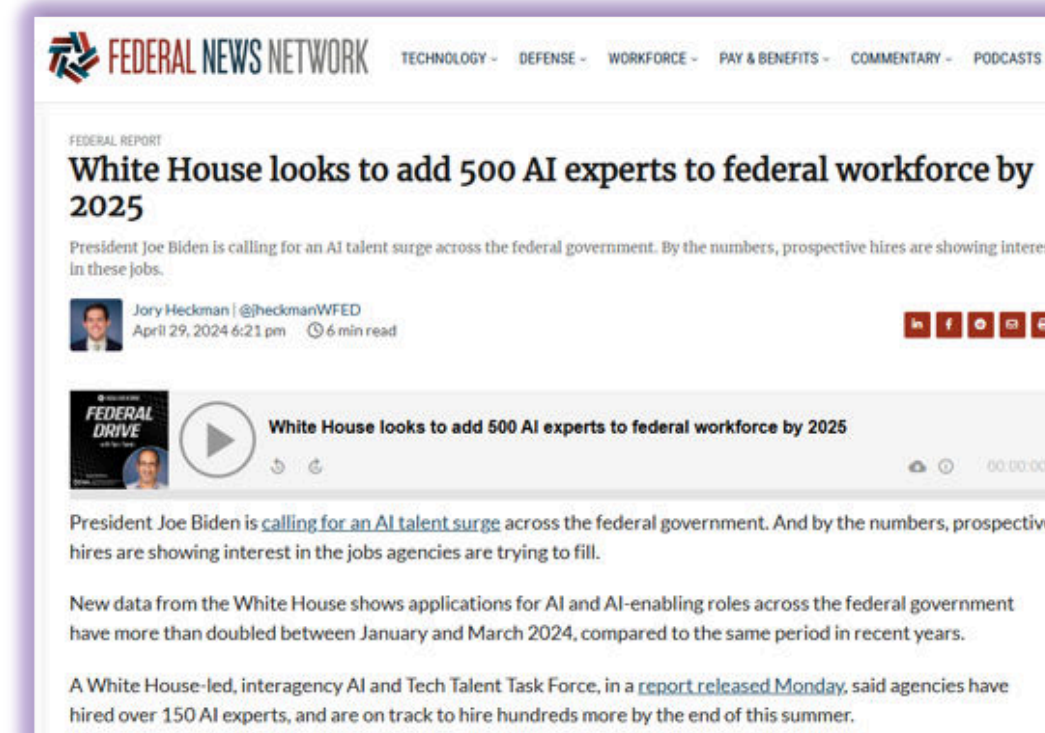 FEDERAL NEWS NETWORK
TECHNOLOGY DEFENSE WORKFORCE PAY & BENEFITS COMMENTARY PODCASTS
FEDERAL REPORT
White House looks to add 500 AI experts to federal workforce by
2025
President Joe Biden is calling for an AI talent surge across the federal government. By the numbers, prospective hires are showing interes
in these jobs.
Jory Heckman | @jheckmanWFED
April 29, 2024 6:21 pm 6 min read
FEDERAL
DRIVE
White House looks to add 500 AI experts to federal workforce by 2025
00:00:00
President Joe Biden is calling for an AI talent surge across the federal government. And by the numbers, prospective
hires are showing interest in the jobs agencies are trying to fill.
New data from the White House shows applications for AI and AI-enabling roles across the federal government
have more than doubled between January and March 2024, compared to the same period in recent years.
A White House-led, interagency AI and Tech Talent Task Force, in a report released Monday, said agencies have
hired over 150 AI experts, and are on track to hire hundreds more by the end of this summer.